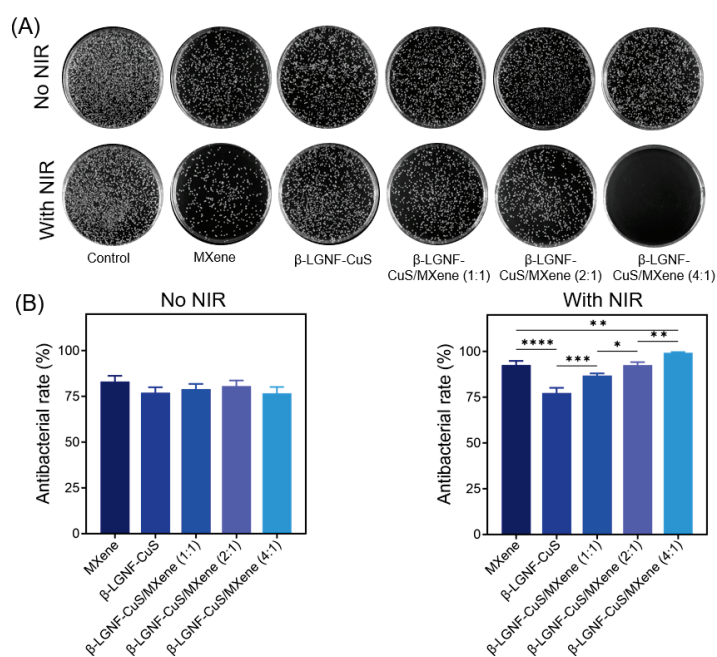 (A)
No NIR
With NIR
Control
MXene
β-LGNF-CuS
β-LGNF-
CuS/MXene (1:1)
β-LGNF-
CuS/MXene (2:1)
β-LGNF-
CuS/MXene (4:1)
(B)
No NIR
Antibacterial rate (%)
100
75
50
25
0
MXene
β-LGNF-CuS
β-LGNF-CuS/MXene (1:1)
β-LGNF-CuS/MXene (2:1)
β-LGNF-CuS/MXene (4:1)
With NIR
Antibacterial rate (%)
100
75
50
25
0
**
****
***
*
**
MXene
β-LGNF-CuS
β-LGNF-CuS/MXene (1:1)
β-LGNF-CuS/MXene (2:1)
β-LGNF-CuS/MXene (4:1)